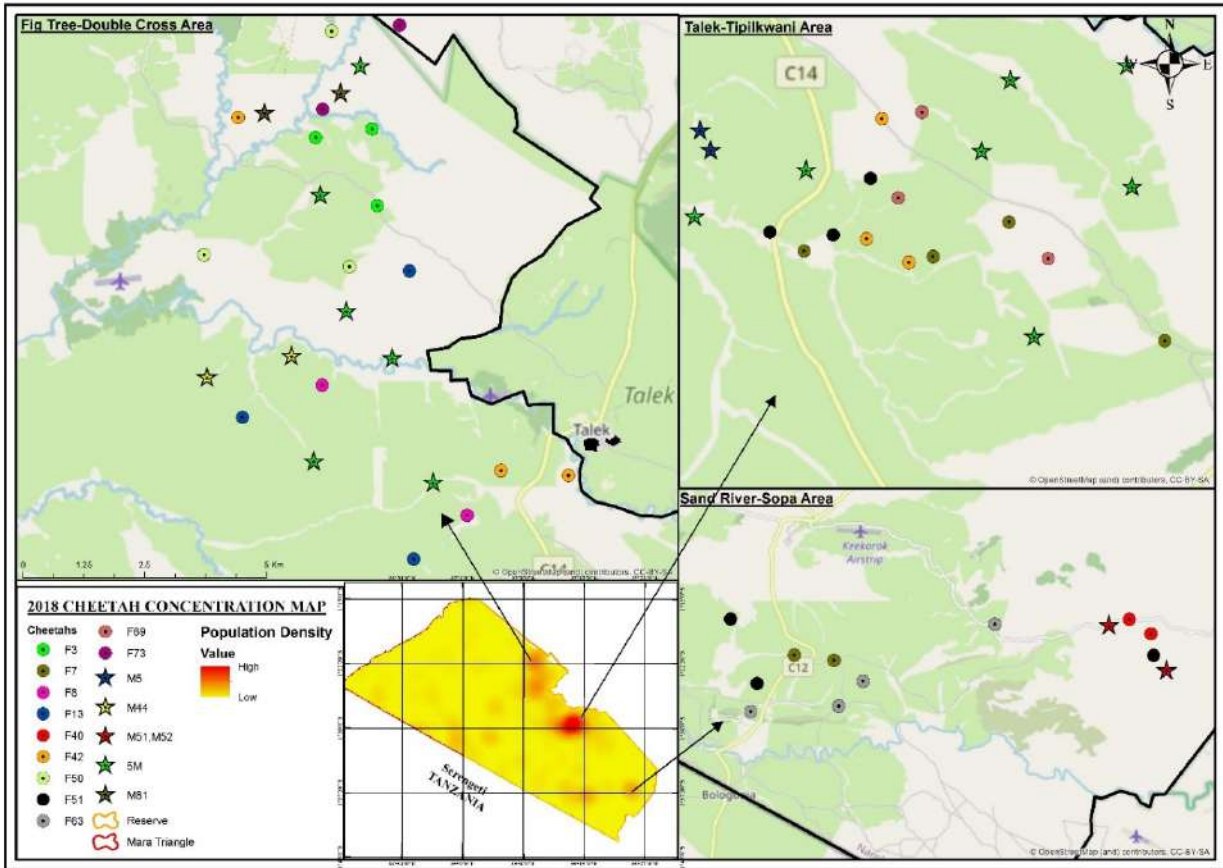 Fig Tree-Double Cross Area
Talek-Tipilkwani Area
N
E
S
C14
Talek
Talek
C14
0 1.25 2.5 5 Km
© OpenStreetMap (and) contributors, CC-BY-SA
© OpenStreetMap (and) contributors, CC-BY-SA
Sand River-Sopa Area
Keekorok
Airstrip
C12
© OpenStreetMap (and) contributors, CC-BY-SA
2018 CHEETAH CONCENTRATION MAP
Cheetahs
F3
F7
F8
F13
F40
F42
F50
F51
F63
F69
F73
M5
M44
M51,M52
5M
M81
Reserve
Mara Triangle
Population Density
Value
High
Low
Serengeti
TANZANIA